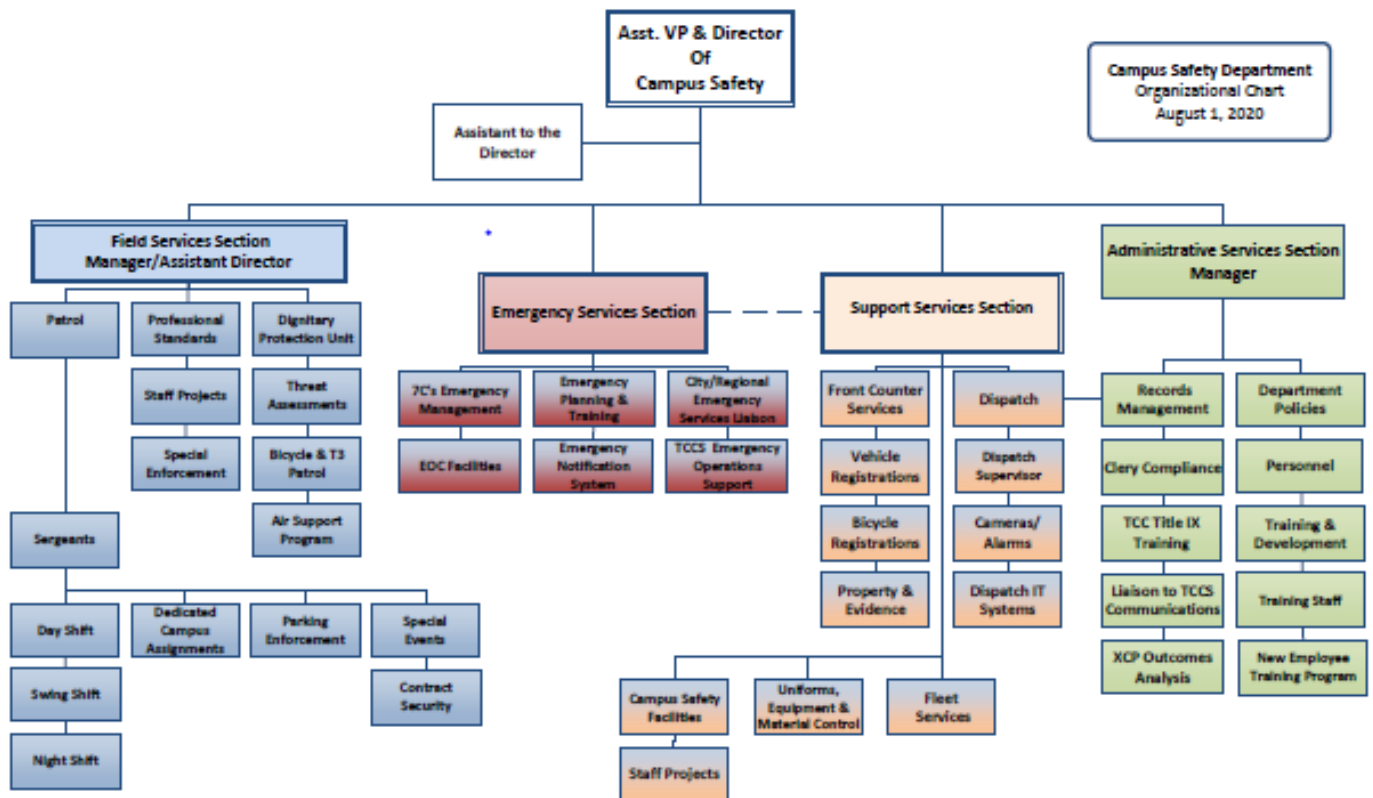 Asst. VP & Director
Of
Campus Safety
Campus Safety Department
Organizational Chart
August 1, 2020
Assistant to the
Director
Field Services Section
Manager/Assistant Director
Emergency Services Section
Support Services Section
Administrative Services Section
Manager
Patrol
Professional
Standards
Dignitary
Protection Unit
Staff Projects
Threat
Assessments
Special
Enforcement
Bicycle & T3
Patrol
Air Support
Program
Sergeants
Day Shift
Dedicated
Campus
Assignments
Parking
Enforcement
Special
Events
Swing Shift
Contract
Security
Night Shift
7C's Emergency
Management
Emergency
Planning &
Training
City/Regional
Emergency
Services Liaison
EOC Facilities
Emergency
Notification
System
TCCS Emergency
Operations
Support
Front Counter
Services
Dispatch
Vehicle
Registrations
Dispatch
Supervisor
Bicycle
Registrations
Cameras/
Alarms
Property &
Evidence
Dispatch IT
Systems
Campus Safety
Facilities
Uniforms,
Equipment &
Material Control
Fleet
Services
Staff Projects
Records
Management
Department
Policies
Clery Compliance
Personnel
TCC Title IX
Training
Training &
Development
Liaison to TCCS
Communications
Training Staff
XCP Outcomes
Analysis
New Employee
Training Program